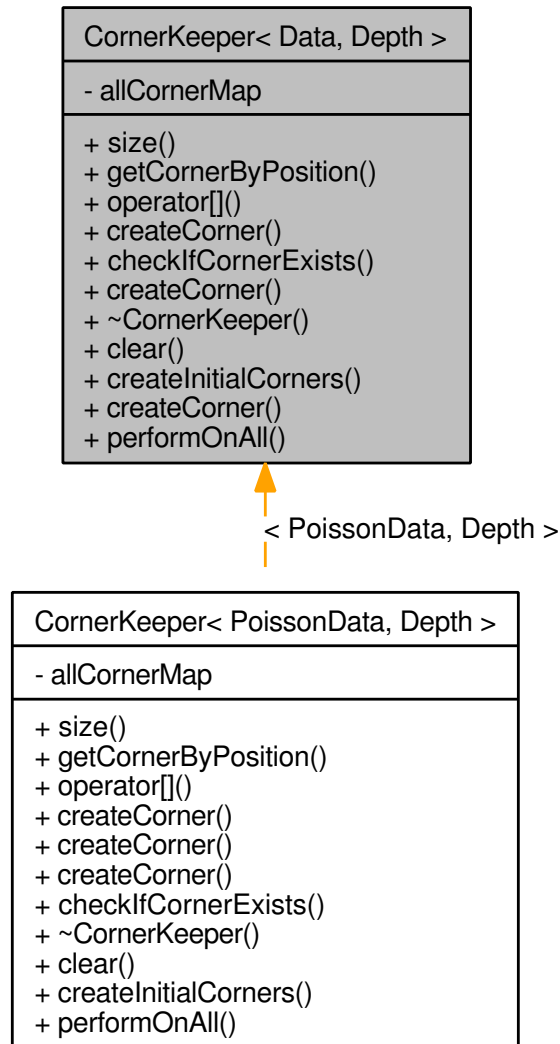 CornerKeeper< Data, Depth >
- allCornerMap
+ size()
+ getCornerByPosition()
+ operator[]()
+ createCorner()
+ checkIfCornerExists()
+ createCorner()
+ ~CornerKeeper()
+ clear()
+ createInitialCorners()
+ createCorner()
+ performOnAll()
< PoissonData, Depth >
CornerKeeper< PoissonData, Depth >
- allCornerMap
+ size()
+ getCornerByPosition()
+ operator[]()
+ createCorner()
+ createCorner()
+ createCorner()
+ checkIfCornerExists()
+ ~CornerKeeper()
+ clear()
+ createInitialCorners()
+ performOnAll()